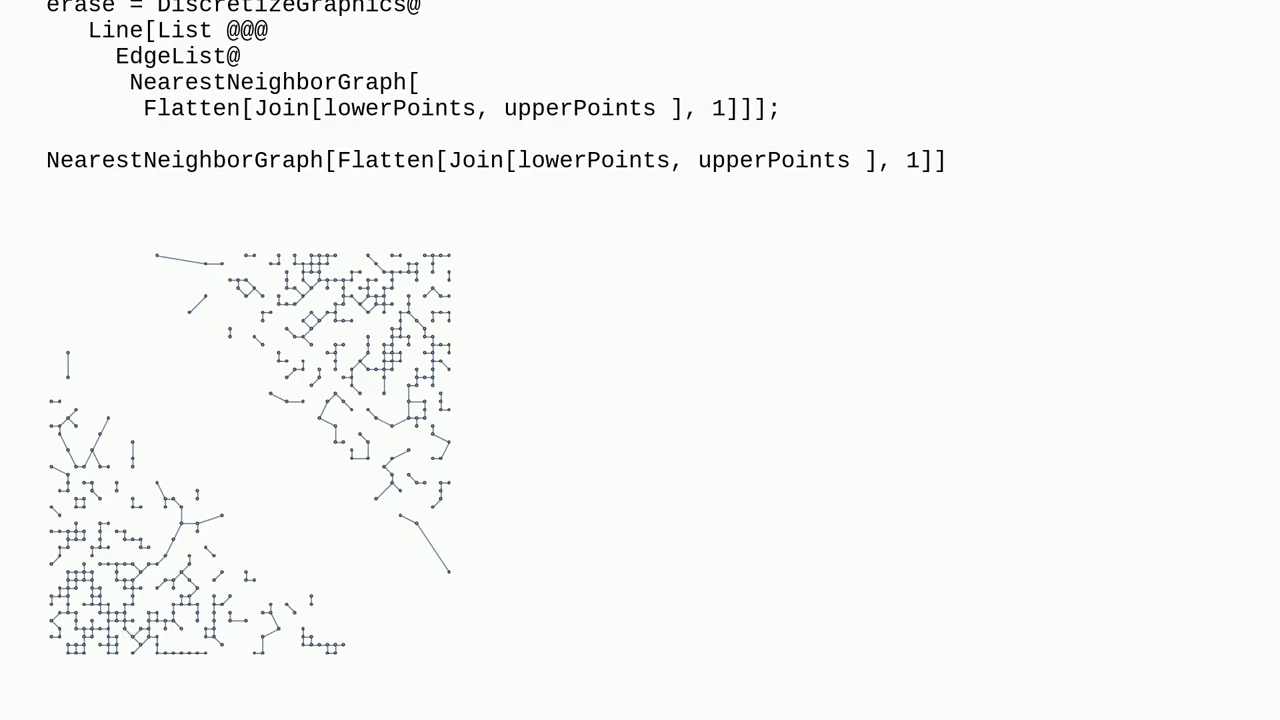 erase = DiscretizeGraphics@
Line[List @@@
EdgeList@
NearestNeighborGraph[
Flatten[Join[lowerPoints, upperPoints ], 1]]];
NearestNeighborGraph[Flatten[Join[lowerPoints, upperPoints ], 1]]